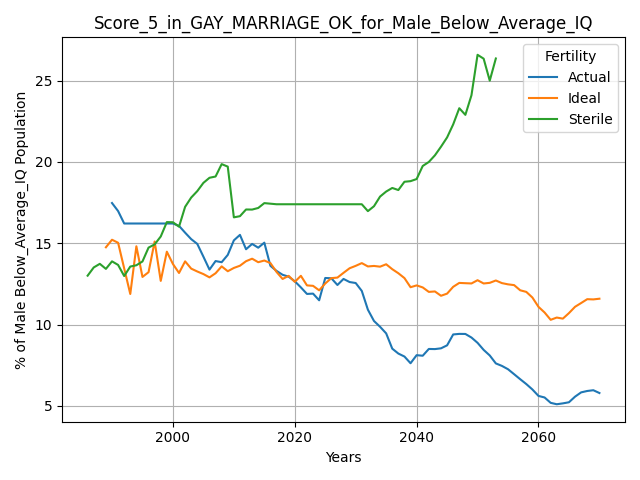 Score_5_in_GAY_MARRIAGE_OK_for_Male_Below_Average_IQ
% of Male Below_Average_IQ Population
25
20
15
10
5
Fertility
Actual
Ideal
Sterile
2000 2020 2040 2060
Years